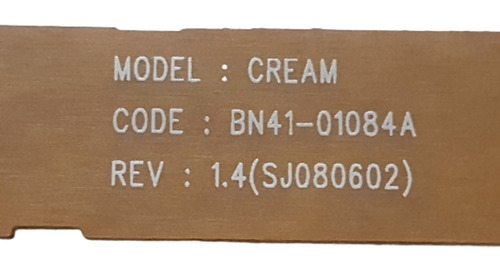 MODEL : CREAM
CODE : BN41-01084A
REV : 1.4(SJ080602)